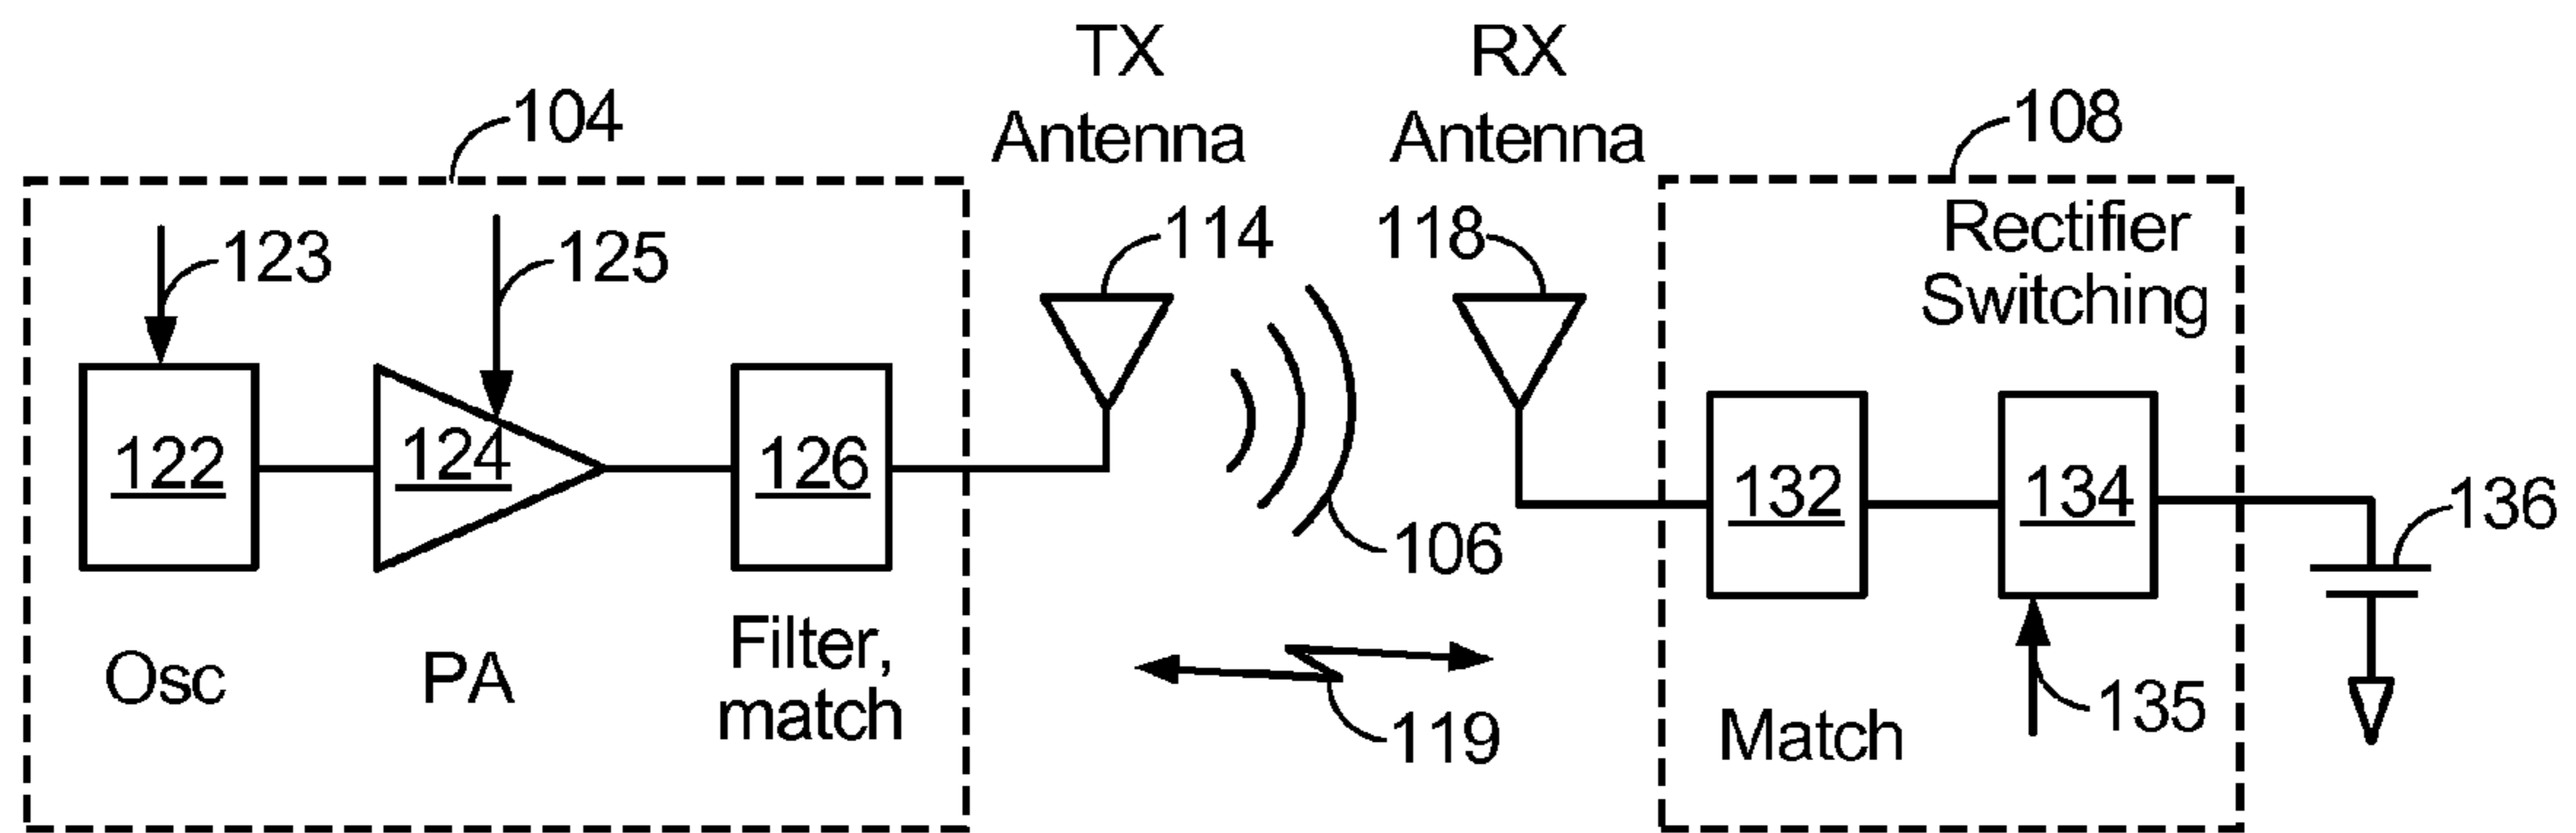 TX
Antenna
RX
Antenna
104
108
123
125
114
118
Rectifier
Switching
122
124
126
132
134
136
106
Osc
PA
Filter,
match
119
Match
135